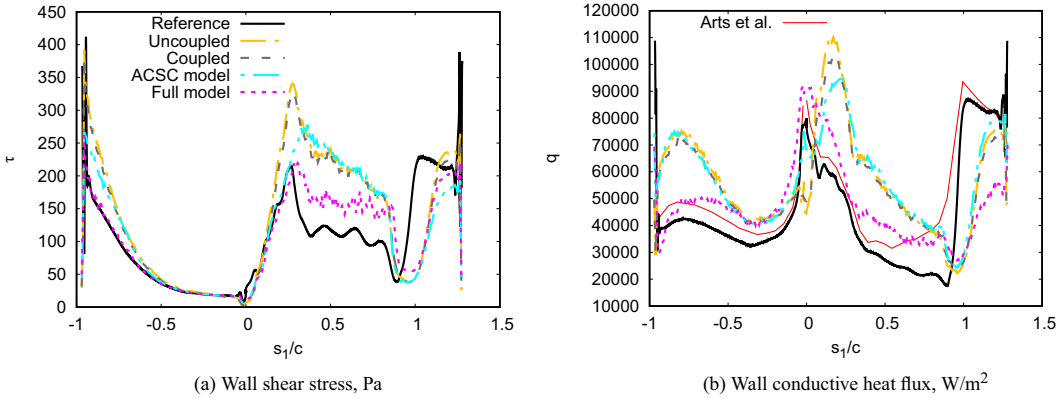 450
400
350
300
250
200
150
100
50
0
τ
-1 -0.5 0 0.5 1 1.5
s1/c
Reference
Uncoupled
Coupled
ACSC model
Full model
(a) Wall shear stress, Pa
120000
110000
100000
90000
80000
70000
60000
50000
40000
30000
20000
10000
q
-1 -0.5 0 0.5 1 1.5
s1/c
Arts et al.
(b) Wall conductive heat flux, W/m²